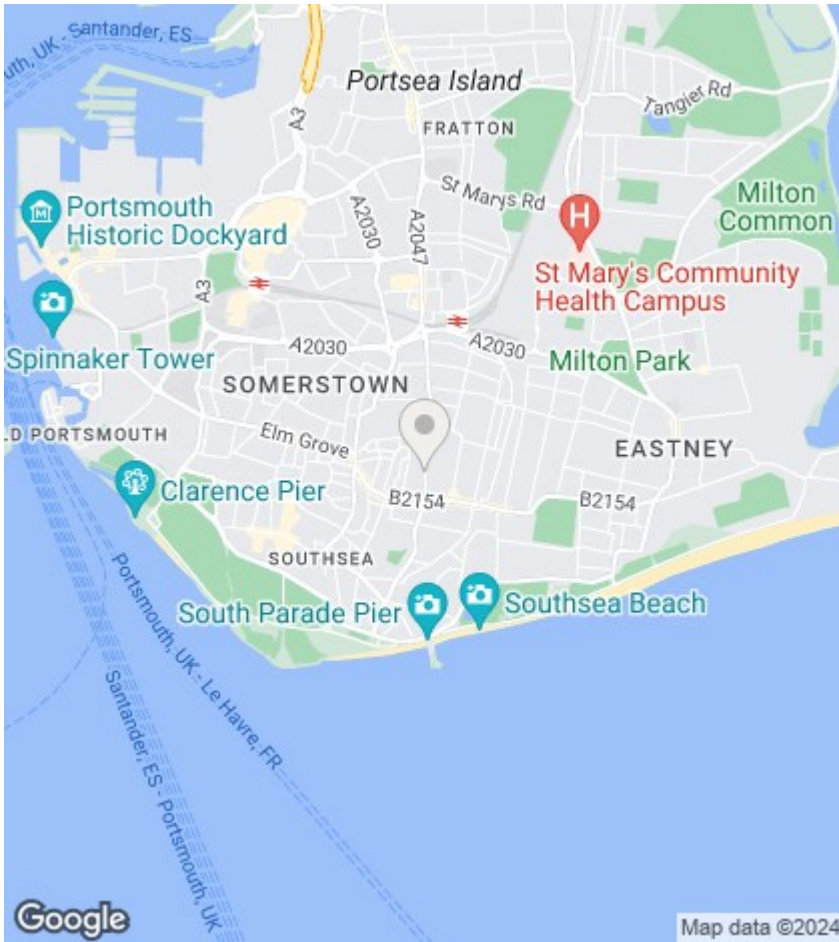 uth, UK - Santander, ES
Portsea Island
A3
FRATTON
Tangier Rd
St Marys Rd
Milton
Common
Portsmouth
Historic Dockyard
A2030
A2047
H
St Mary's Community
Health Campus
A3
Spinnaker Tower
A2030
A2030
Milton Park
SOMERSTOWN
LD PORTSMOUTH
Elm Grove
EASTNEY
Clarence Pier
B2154
B2154
SOUTHSEA
South Parade Pier
Southsea Beach
Portsmouth, UK - Le Havre, FR
Santander, ES - Portsmouth, UK
Google
Map data ©2024